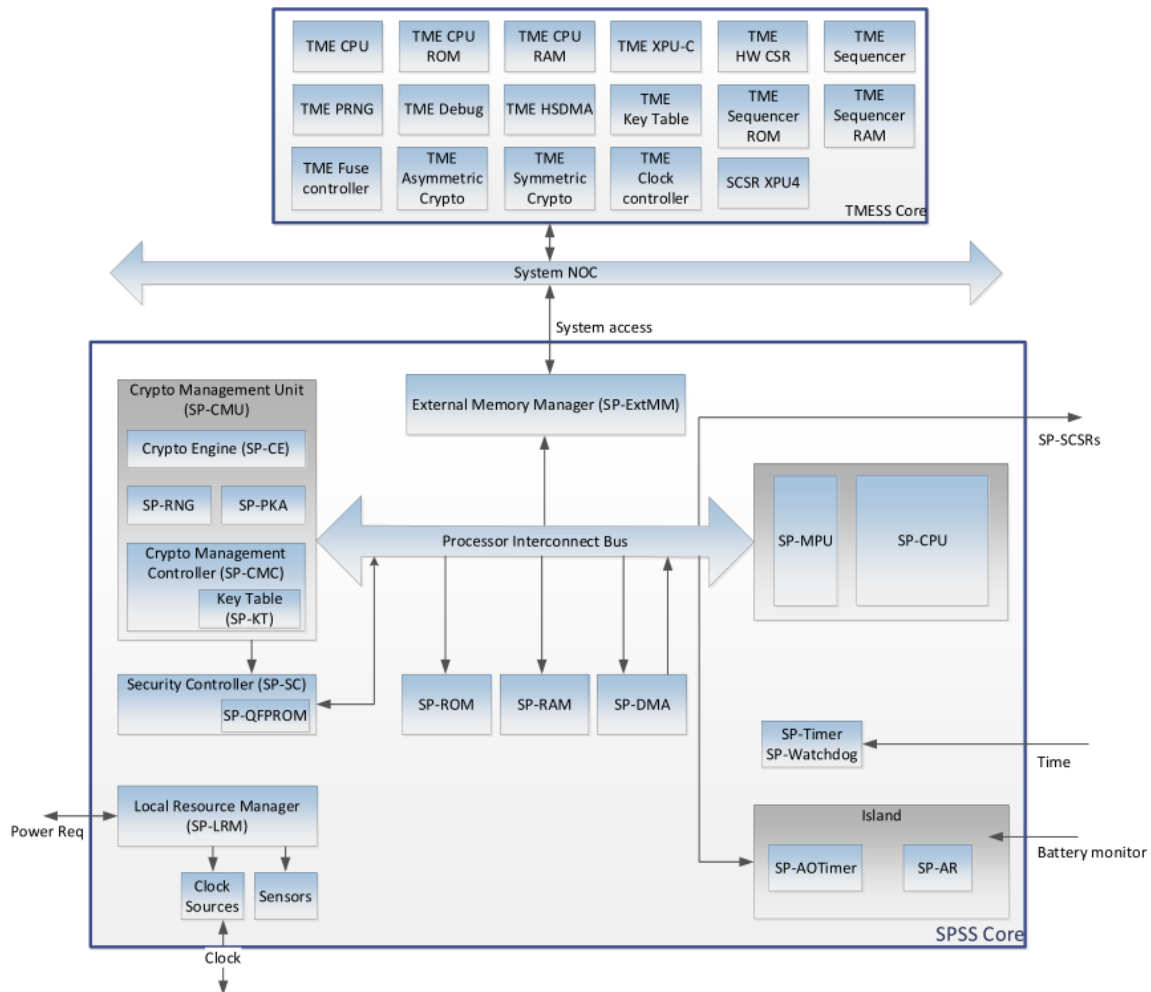 TME CPU
TME CPU
ROM
TME CPU
RAM
TME XPU-C
TME
HW CSR
TME
Sequencer
TME PRNG
TME Debug
TME HSDMA
TME
Key Table
TME
Sequencer
ROM
TME
Sequencer
RAM
TME Fuse
controller
TME
Asymmetric
Crypto
TME
Symmetric
Crypto
TME
Clock
controller
SCSR XPU4
TMESS Core
System NOC
System access
Crypto Management Unit
(SP-CMU)
Crypto Engine (SP-CE)
SP-RNG
SP-PKA
Crypto Management
Controller (SP-CMC)
Key Table
(SP-KT)
External Memory Manager (SP-ExtMM)
SP-SCSRs
Processor Interconnect Bus
SP-MPU
SP-CPU
Security Controller (SP-SC)
SP-QFPROM
SP-ROM
SP-RAM
SP-DMA
SP-Timer
SP-Watchdog
Time
Local Resource Manager
(SP-LRM)
Power Req
Clock
Sources
Sensors
Island
SP-AOTimer
SP-AR
Battery monitor
SPSS Core
Clock